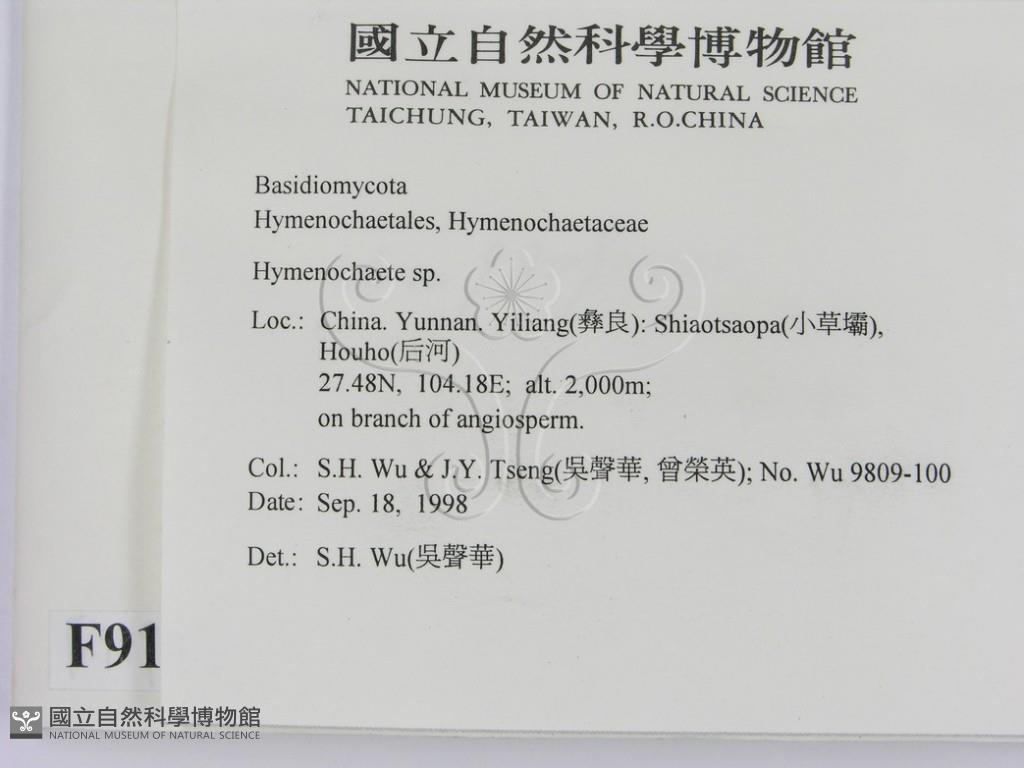 國立自然科學博物館
NATIONAL MUSEUM OF NATURAL SCIENCE
TAICHUNG, TAIWAN, R.O.CHINA
Basidiomycota
Hymenochaetales, Hymenochaetaceae
Hymenochaete sp.
Loc.: China. Yunnan. Yiliang(彝良): Shiaotsaopa(小草壩),
Houho(后河)
27.48N, 104.18E; alt. 2,000m;
on branch of angiosperm.
Col.: S.H. Wu & J.Y. Tseng(吳聲華, 曾榮英); No. Wu 9809-100
Date: Sep. 18, 1998
Det.: S.H. Wu(吳聲華)
F91
國立自然科學博物館
NATIONAL MUSEUM OF NATURAL SCIENCE